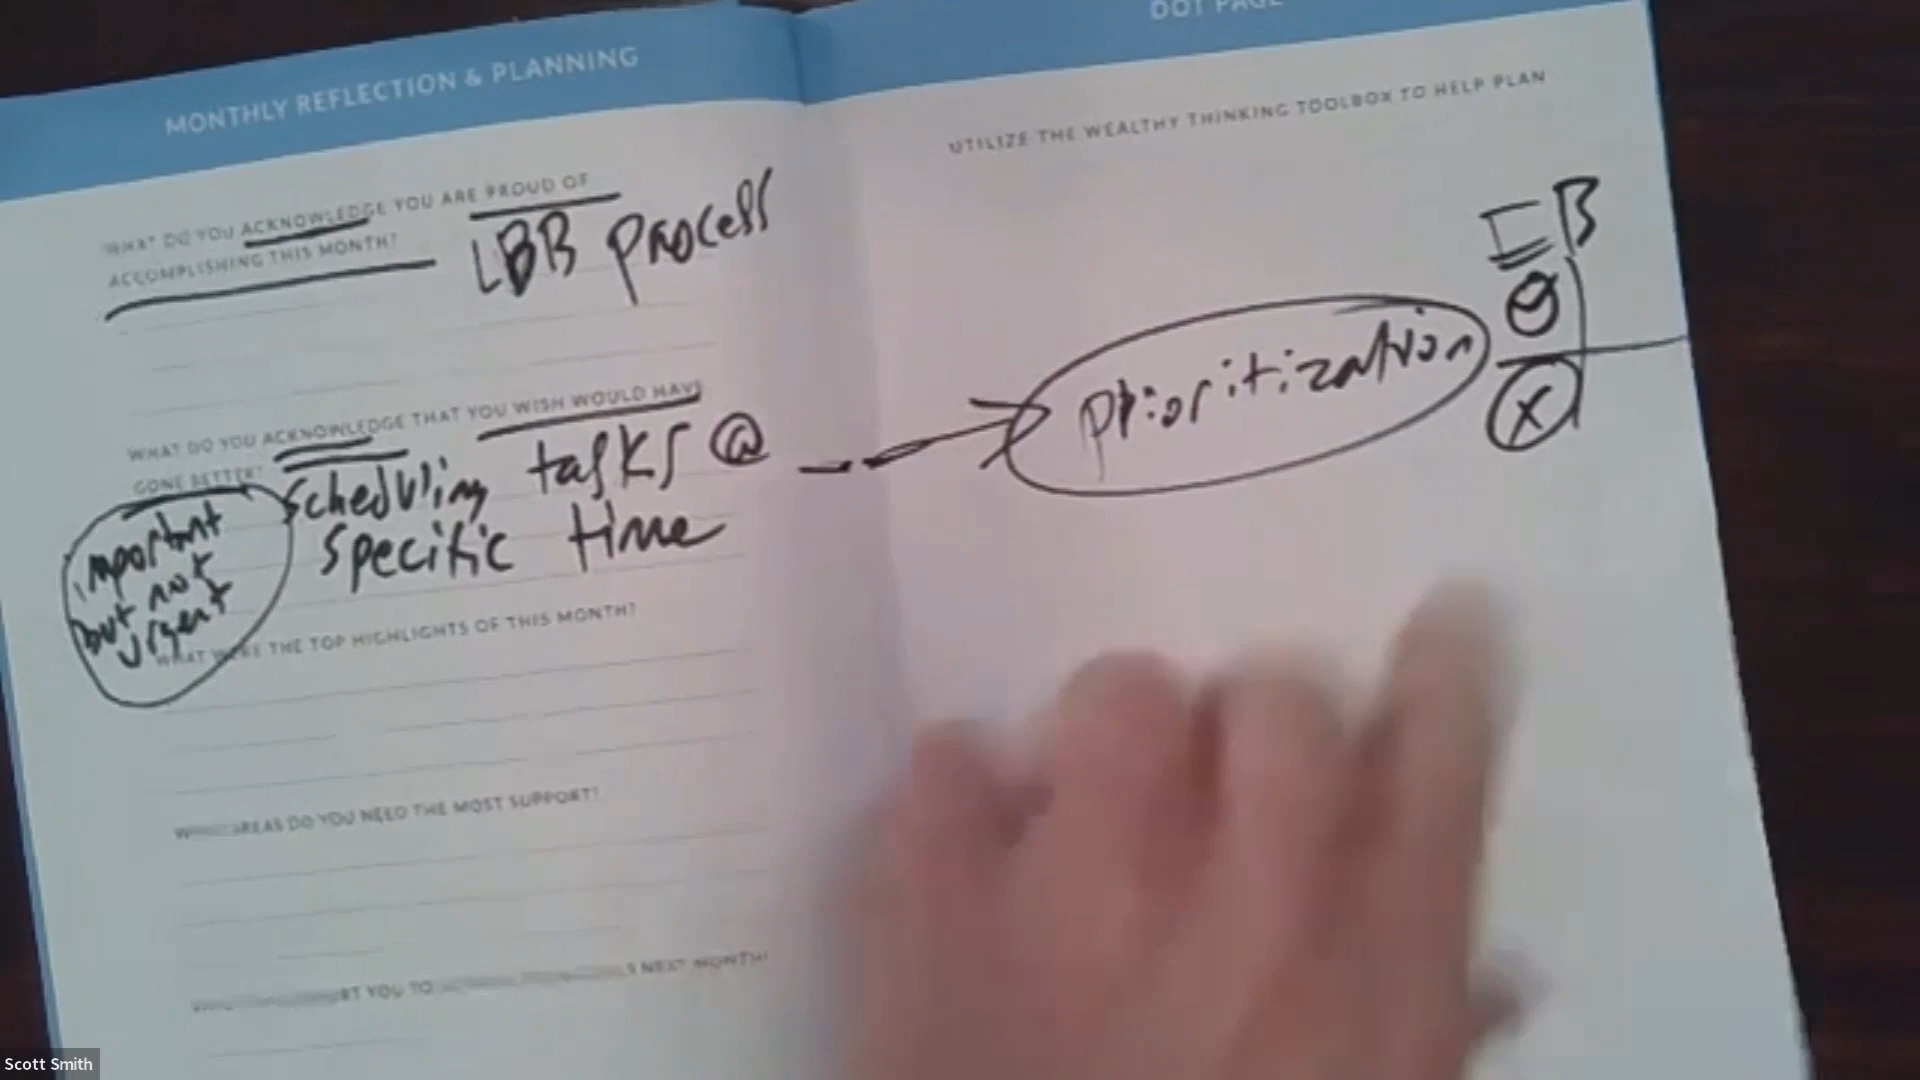 MONTHLY REFLECTION & PLANNING
WHAT DO YOU ACKNOWLEDGE YOU ARE PROUD OF
ACCOMPLISHING THIS MONTH?
LBB process
WHAT DO YOU ACKNOWLEDGE THAT YOU WISH WOULD HAVE
GONE BETTER?
scheduling tasks @
specific time
important
but not
urgent
WHAT WERE THE TOP HIGHLIGHTS OF THIS MONTH?
AREAS DO YOU NEED THE MOST SUPPORT?
YOU TO
NEXT MONTH?
DOT PAGE
UTILIZE THE WEALTHY THINKING TOOLBOX TO HELP PLAN
prioritization
X
Scott Smith